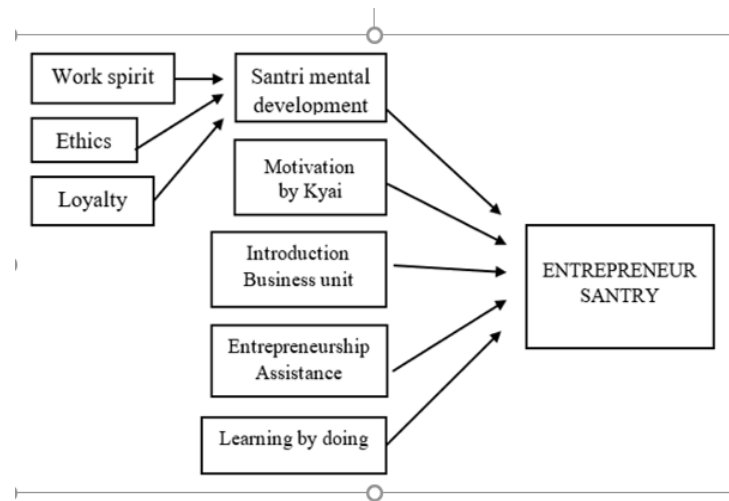 Work spirit
Ethics
Loyalty
Santri mental
development
Motivation
by Kyai
Introduction
Business unit
Entrepreneurship
Assistance
Learning by doing
ENTREPRENEUR
SANTRY